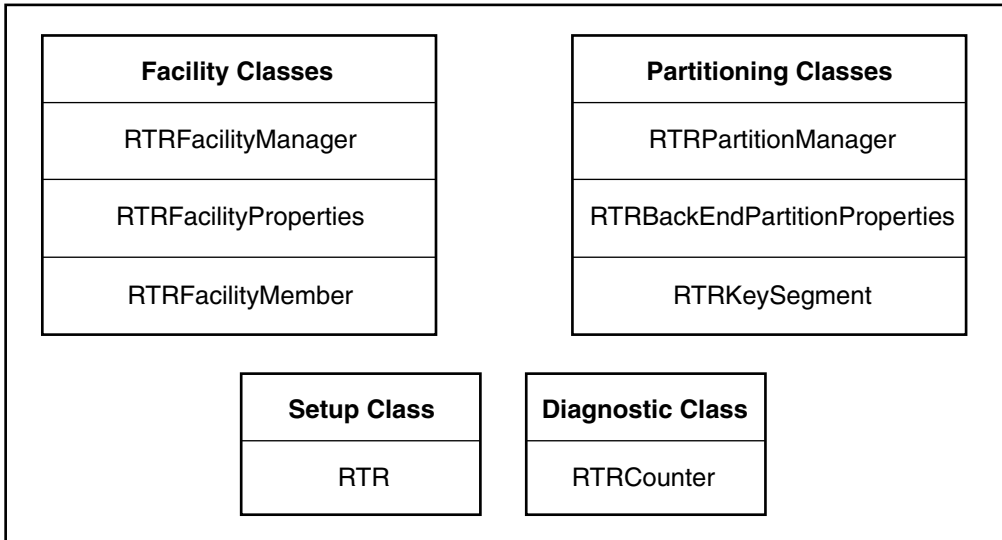 Facility Classes
RTRFacilityManager
RTRFacilityProperties
RTRFacilityMember
Partitioning Classes
RTRPartitionManager
RTRBackEndPartitionProperties
RTRKeySegment
Setup Class
RTR
Diagnostic Class
RTRCounter